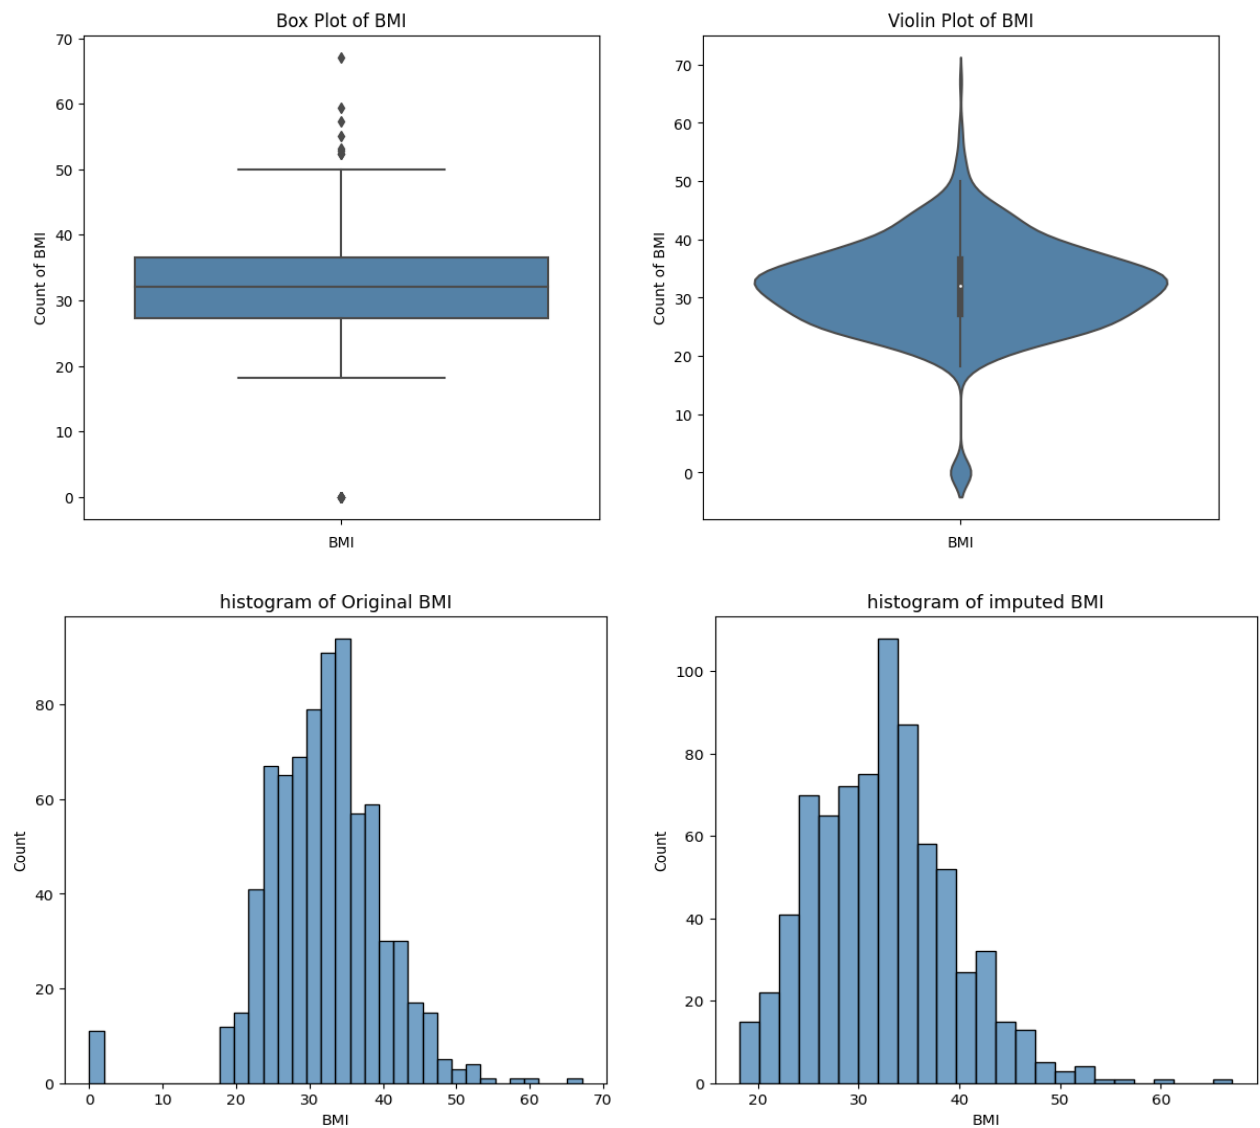 Box Plot of BMI
70
60
50
40
30
20
10
0
Count of BMI
BMI
Violin Plot of BMI
70
60
50
40
30
20
10
0
Count of BMI
BMI
histogram of Original BMI
80
60
40
20
0
Count
0 10 20 30 40 50 60 70
BMI
histogram of imputed BMI
100
80
60
40
20
0
Count
20 30 40 50 60
BMI